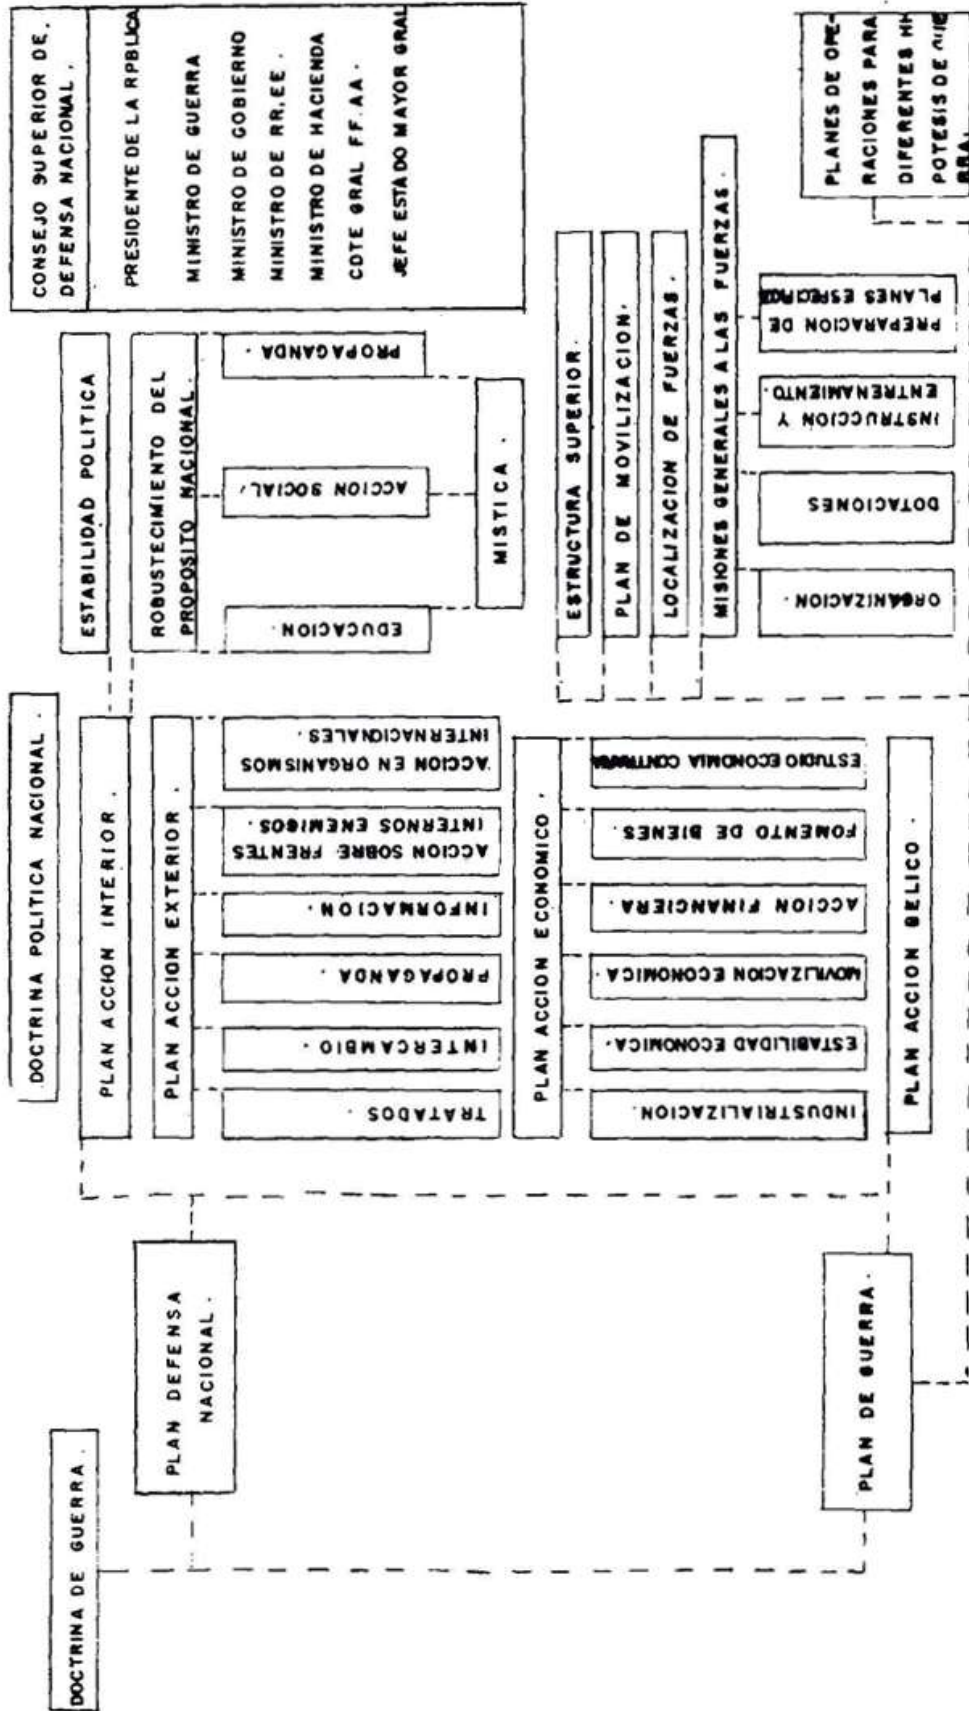 DOCTRINA DE GUERRA.
PLAN DEFENSA
NACIONAL.
PLAN DE GUERRA.
DOCTRINA POLITICA NACIONAL.
PLAN ACCION INTERIOR.
PLAN ACCION EXTERIOR.
TRATADOS.
INTERCAMBIO.
PROPAGANDA.
INFORMACION.
ACCION SOBRE FRENTES
INTERNOS ENEMIGOS.
ACCION EN ORGANISMOS
INTERNACIONALES.
PLAN ACCION ECONOMICO.
INDUSTRIALIZACION.
ESTABILIDAD ECONOMICA.
MOVILIZACION ECONOMICA.
ACCION FINANCIERA.
FOMENTO DE BIENES.
ESTUDIO ECONOMIA
PLAN ACCION BELICO.
ESTABILIDAD POLITICA
ROBUSTECIMIENTO DEL
PROPOSITO NACIONAL.
EDUCACION.
ACCION SOCIAL.
PROPAGANDA.
MISTICA.
ESTRUCTURA SUPERIOR.
PLAN DE MOVILIZACION.
LOCALIZACION DE FUERZAS.
MISIONES GENERALES A LAS FUERZAS.
ORGANIZACION.
DOTACIONES
INSTRUCCION Y
ENTRENAMIENTO.
PREPARACION DE
PLANES ESPECIFICOS
CONSEJO SUPERIOR DE.
DEFENSA NACIONAL.
PRESIDENTE DE LA RPBLICA
MINISTRO DE GUERRA
MINISTRO DE GOBIERNO
MINISTRO DE RR.EE.
MINISTRO DE HACIENDA
CDTE GRAL FF.AA.
JEFE ESTADO MAYOR GRAL
PLANES DE OPE-
RACIONES PARA
DIFERENTES HI-
POTESIS DE GUE
RRA.